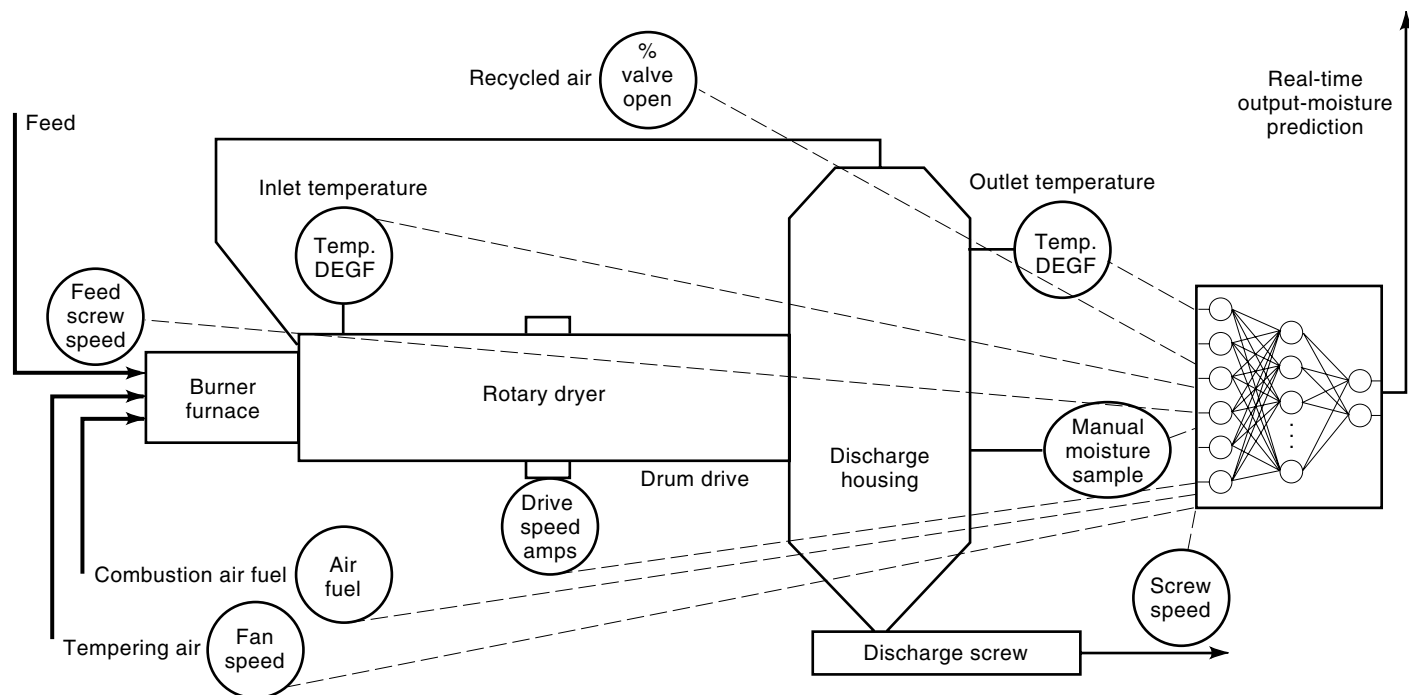 Recycled air
%
valve
open
Real-time
output-moisture
prediction
Feed
Inlet temperature
Outlet temperature
Temp.
DEGF
Temp.
DEGF
Feed
screw
speed
Burner
furnace
Rotary dryer
Manual
moisture
sample
Discharge
housing
Drum drive
Drive
speed
amps
Combustion air fuel
Air
fuel
Screw
speed
Tempering air
Fan
speed
Discharge screw